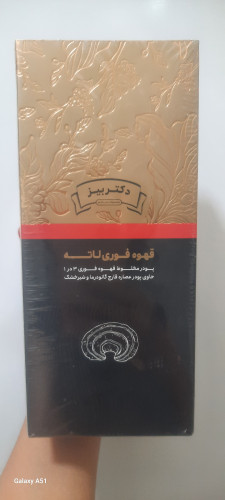 دکتر بیز
قهوه فوری لاته
پودر مخلوط قهوه فوری ۳ در ۱
حاوی پودر عصاره قارچ گانودرما و شیرخشک
Galaxy A51